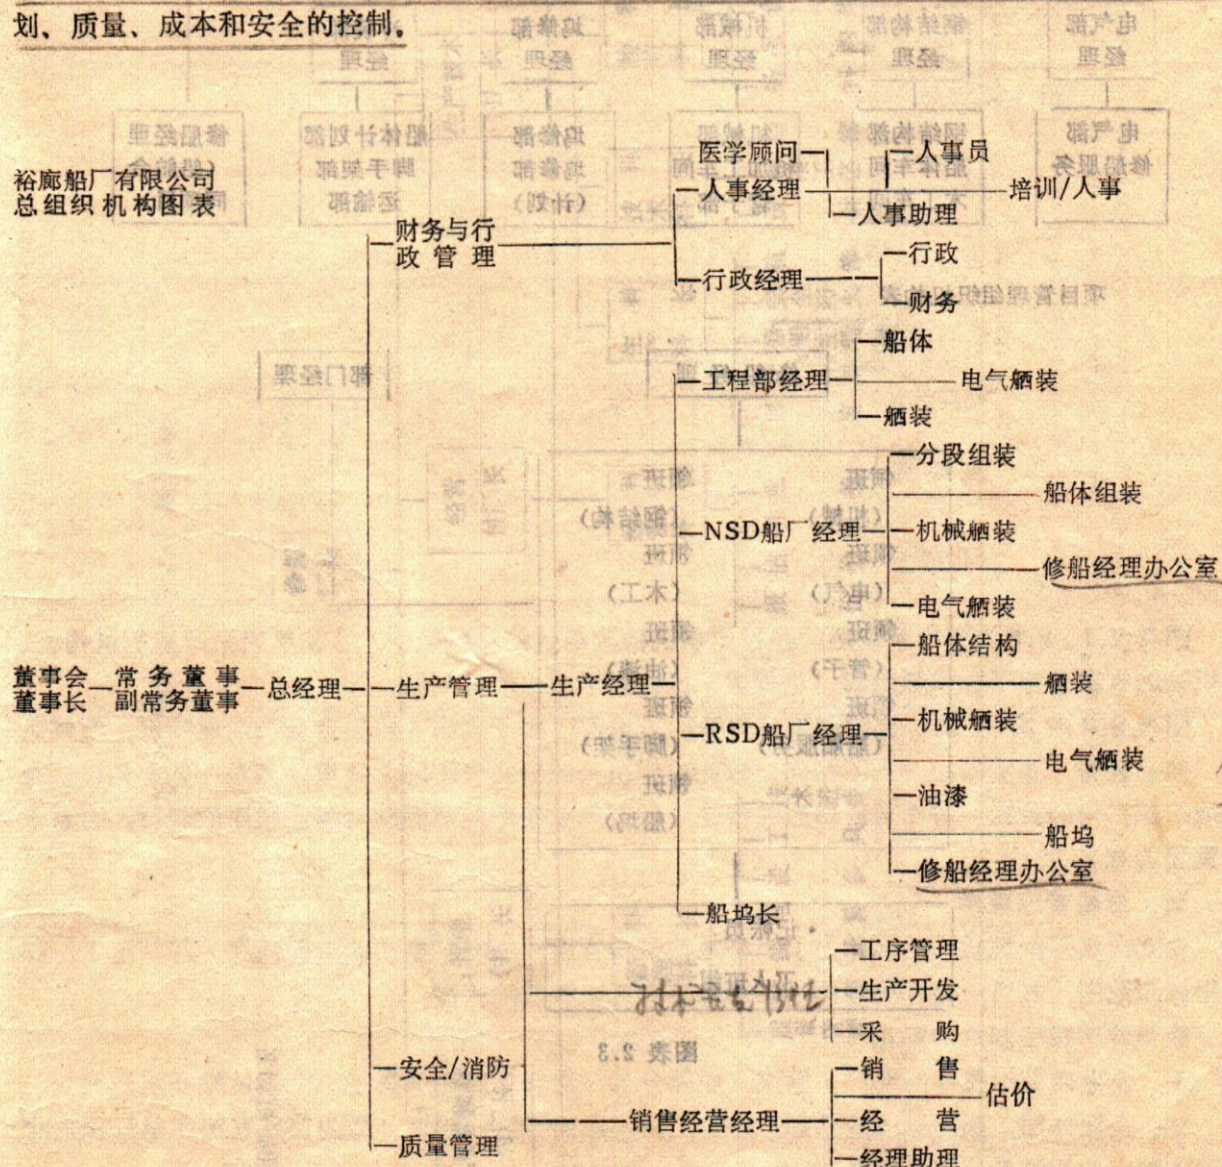 划、质量、成本和安全的控制。
裕廊船厂有限公司
总组织机构图表
医学顾问
人事员
人事经理
培训/人事
人事助理
财务与行
政管理
行政
行政经理
财务
船体
工程部经理
电气舾装
舾装
分段组装
船体组装
NSD船厂经理
机械舾装
修船经理办公室
电气舾装
船体结构
董事会
董事长
常务董事
副常务董事
总经理
生产管理
生产经理
舾装
RSD船厂经理
机械舾装
电气舾装
油漆
船坞
修船经理办公室
船坞长
工序管理
生产开发
采购
安全/消防
销售
估价
销售经营经理
经营
质量管理
经理助理